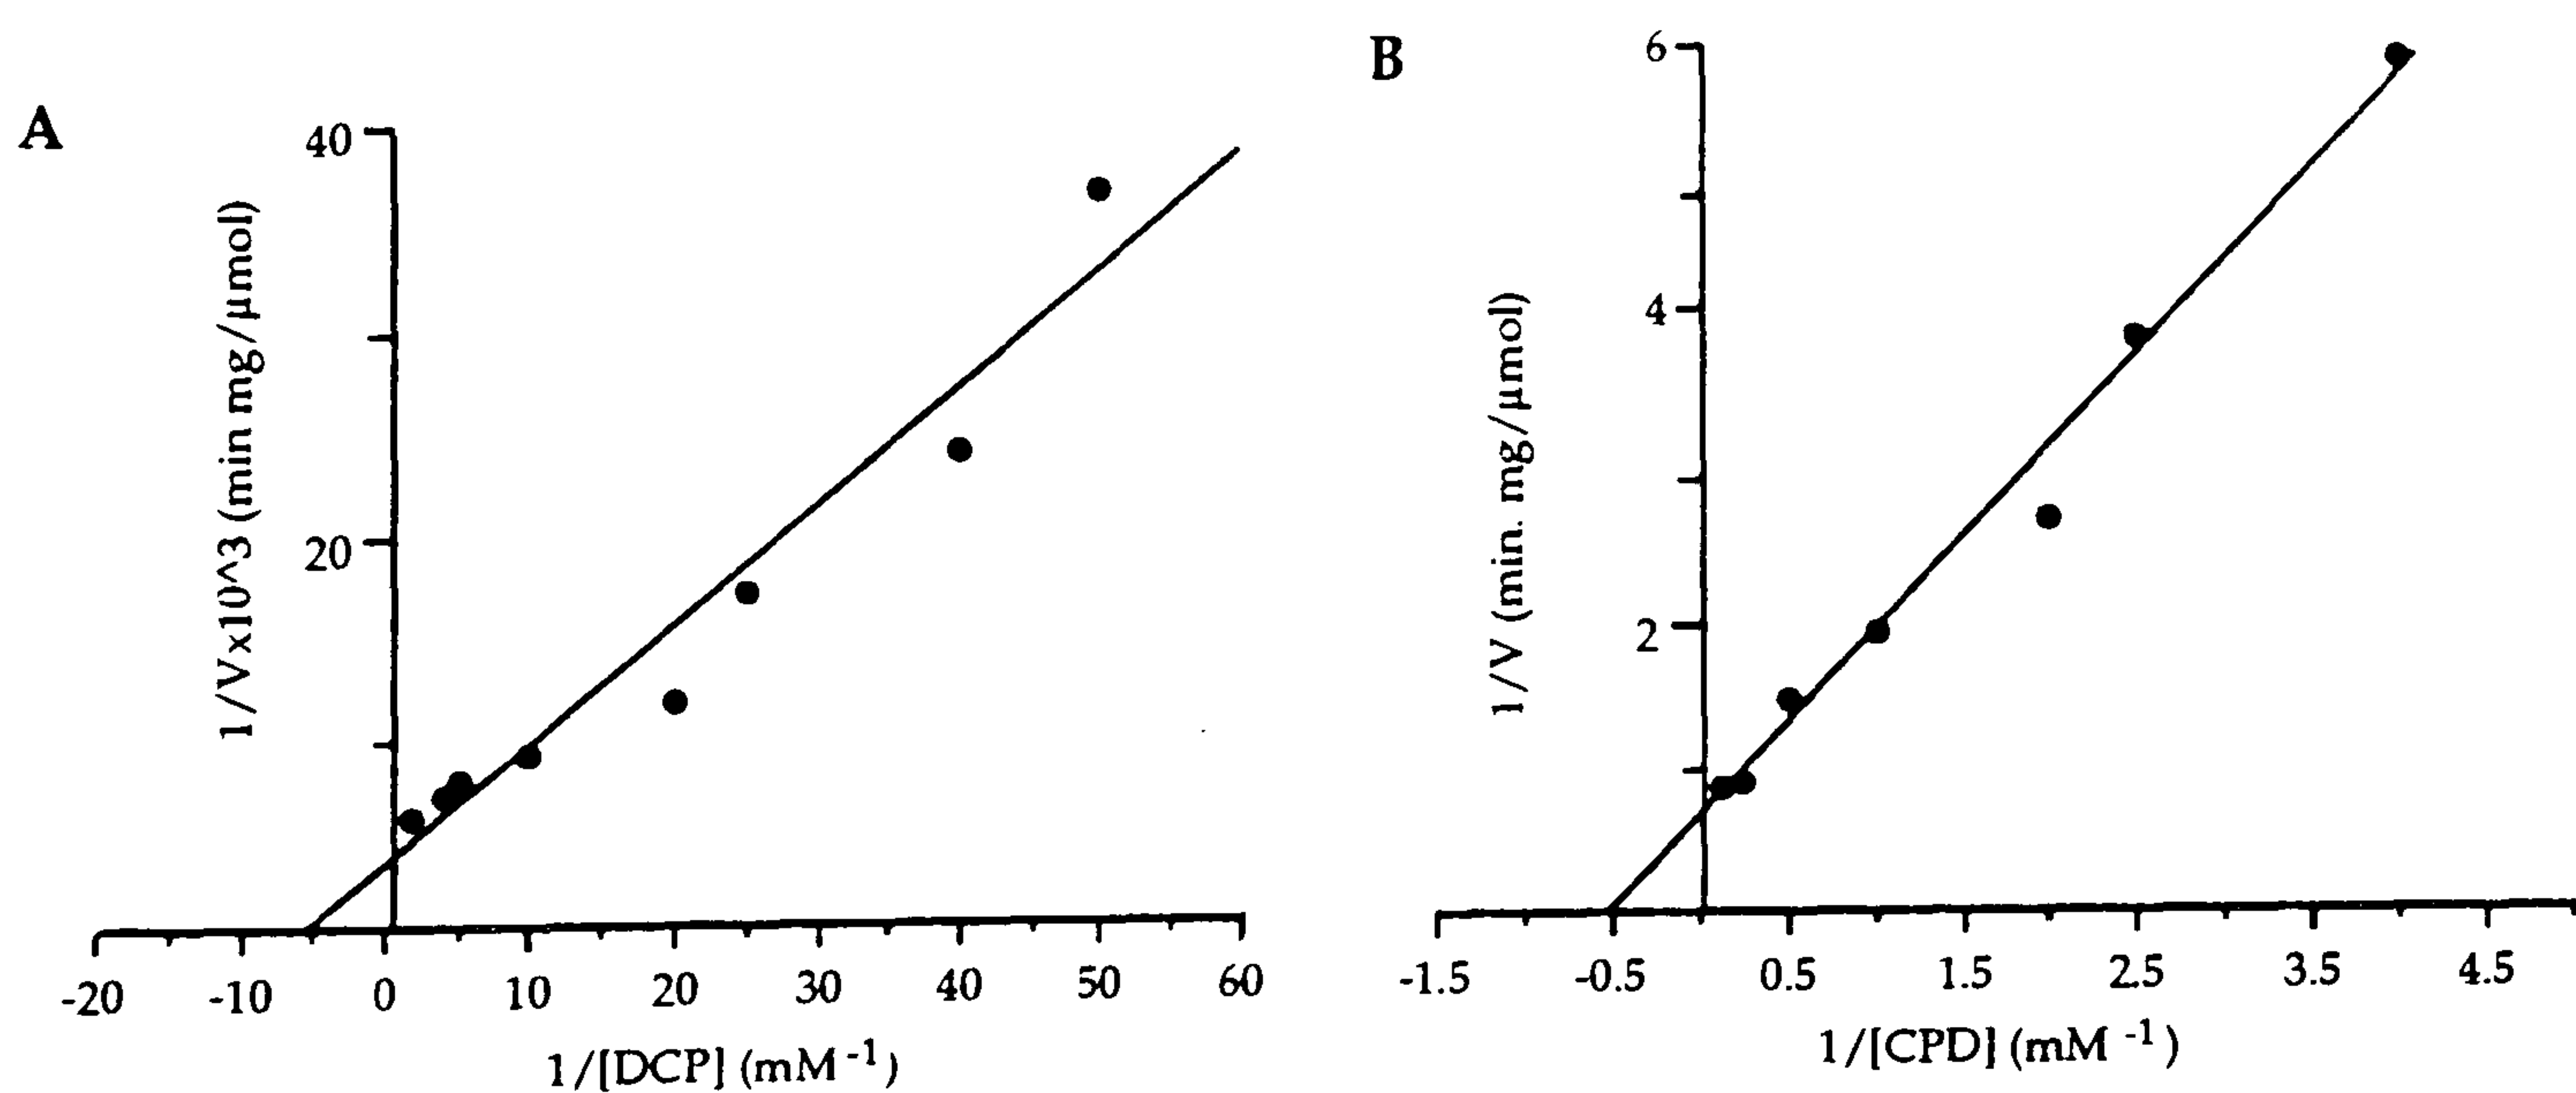 A
40
20
1/Vx10^3 (min mg/µmol)
-20 -10 0 10 20 30 40 50 60
1/[DCP] (mM⁻¹)
B
6
4
2
1/V (min. mg/µmol)
-1.5 -0.5 0.5 1.5 2.5 3.5 4.5
1/[CPD] (mM⁻¹)